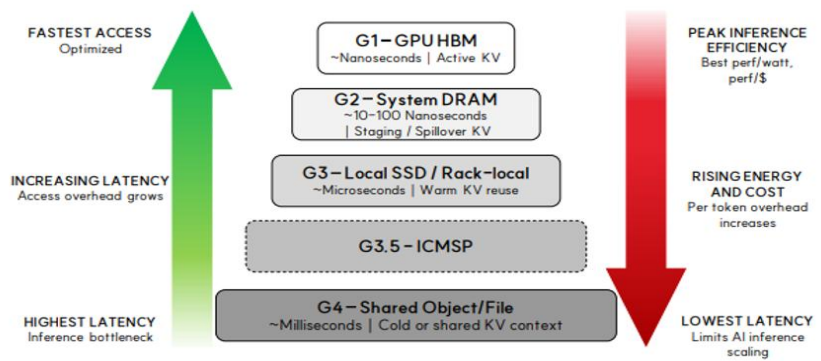 FASTEST ACCESS
Optimized
INCREASING LATENCY
Access overhead grows
HIGHEST LATENCY
Inference bottleneck
G1—GPU HBM
~Nanoseconds | Active KV
G2—System DRAM
~10-100 Nanoseconds
| Staging / Spillover KV
G3—Local SSD / Rack-local
~Microseconds | Warm KV reuse
G3.5-ICMSP
G4—Shared Object/File
~Milliseconds | Cold or shared KV context
PEAK INFERENCE
EFFICIENCY
Best perf/watt,
perf/$
RISING ENERGY
AND COST
Per token overhead
increases
LOWEST LATENCY
Limits AI inference
scaling